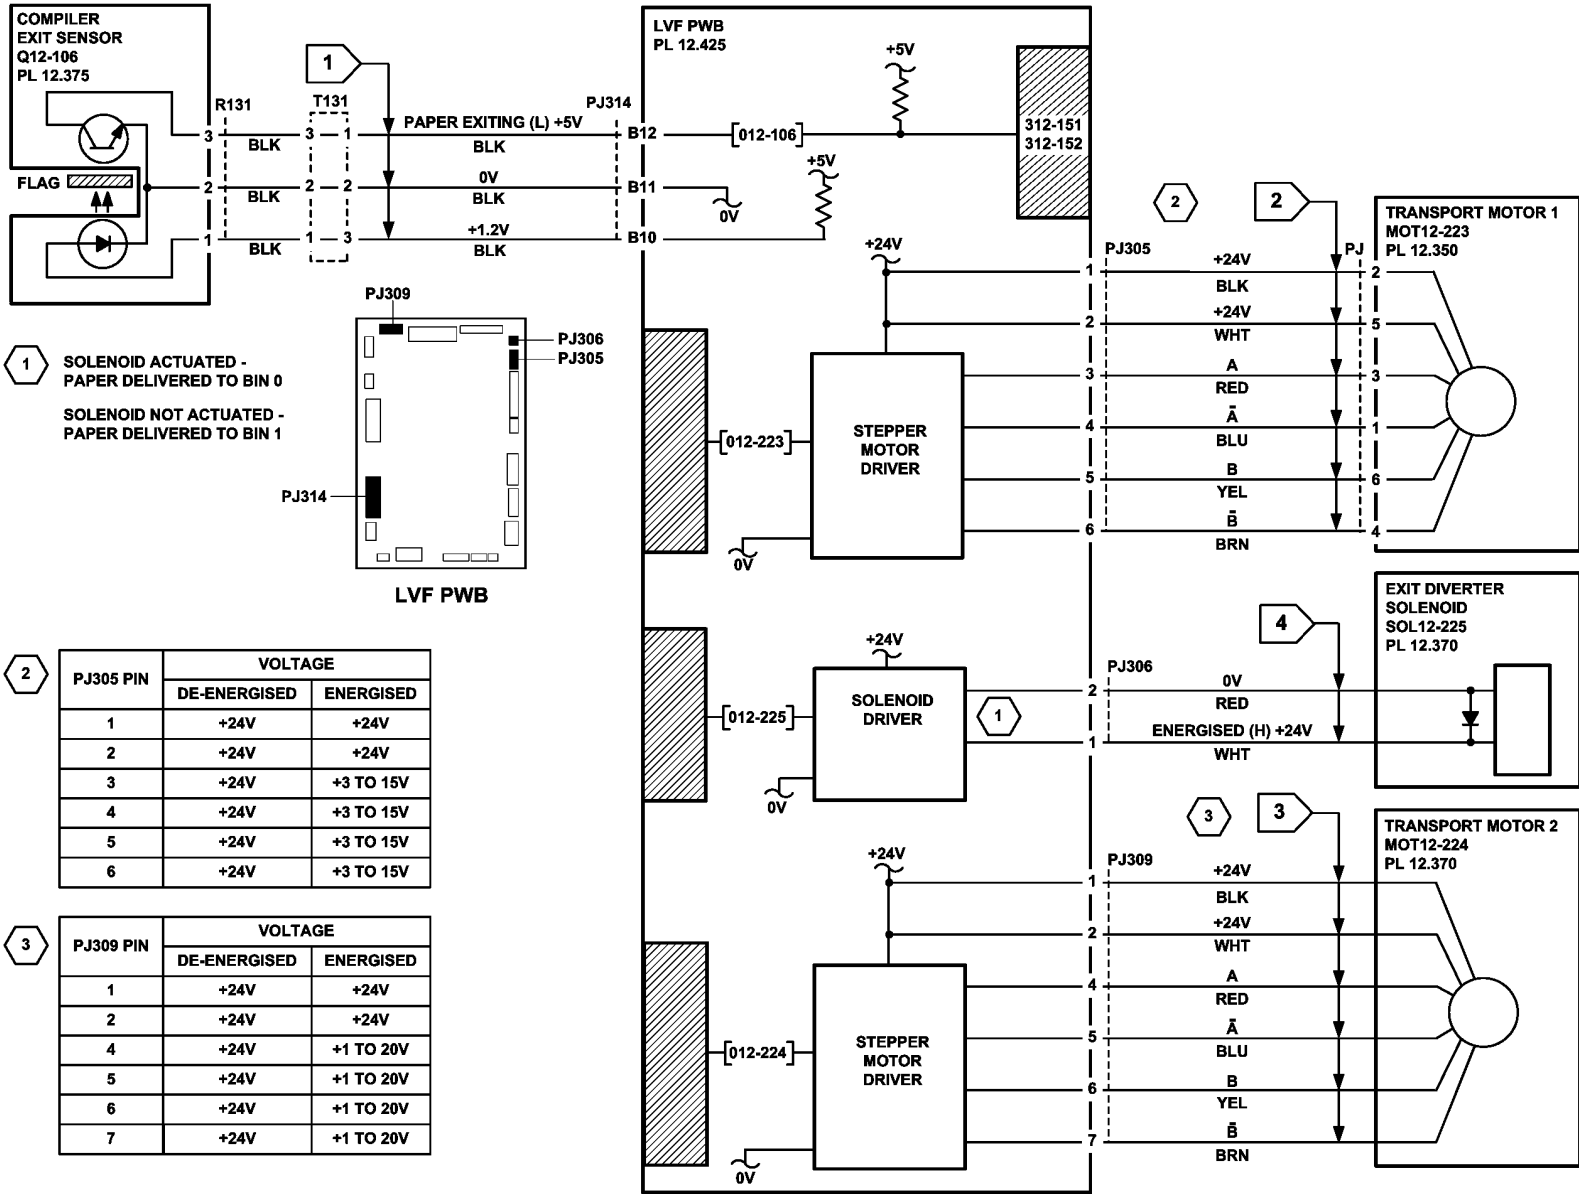 COMPILER
EXIT SENSOR
Q12-106
PL 12.375
FLAG
R131
T131
3
BLK
3
1
2
BLK
2
2
1
BLK
1
3
1
PAPER EXITING (L) +5V
BLK
0V
BLK
+1.2V
BLK
PJ314
B12
B11
B10
LVF PWB
PL 12.425
[012-106]
+5V
+5V
0V
312-151
312-152
1
SOLENOID ACTUATED -
PAPER DELIVERED TO BIN 0
SOLENOID NOT ACTUATED -
PAPER DELIVERED TO BIN 1
PJ309
PJ306
PJ305
PJ314
LVF PWB
+24V
[012-223]
STEPPER
MOTOR
DRIVER
0V
2
2
PJ305
PJ
1
+24V
BLK
2
2
+24V
WHT
5
3
A
RED
3
4
A̅
BLU
1
5
B
YEL
6
6
B̅
BRN
4
TRANSPORT MOTOR 1
MOT12-223
PL 12.350
+24V
[012-225]
SOLENOID
DRIVER
0V
1
4
PJ306
2
0V
RED
1
ENERGISED (H) +24V
WHT
EXIT DIVERTER
SOLENOID
SOL12-225
PL 12.370
+24V
[012-224]
STEPPER
MOTOR
DRIVER
0V
3
3
PJ309
1
+24V
BLK
2
+24V
WHT
4
A
RED
5
A̅
BLU
6
B
YEL
7
B̅
BRN
TRANSPORT MOTOR 2
MOT12-224
PL 12.370
2
PJ305 PIN VOLTAGE
DE-ENERGISED ENERGISED
1 +24V +24V
2 +24V +24V
3 +24V +3 TO 15V
4 +24V +3 TO 15V
5 +24V +3 TO 15V
6 +24V +3 TO 15V
3
PJ309 PIN VOLTAGE
DE-ENERGISED ENERGISED
1 +24V +24V
2 +24V +24V
4 +24V +1 TO 20V
5 +24V +1 TO 20V
6 +24V +1 TO 20V
7 +24V +1 TO 20V